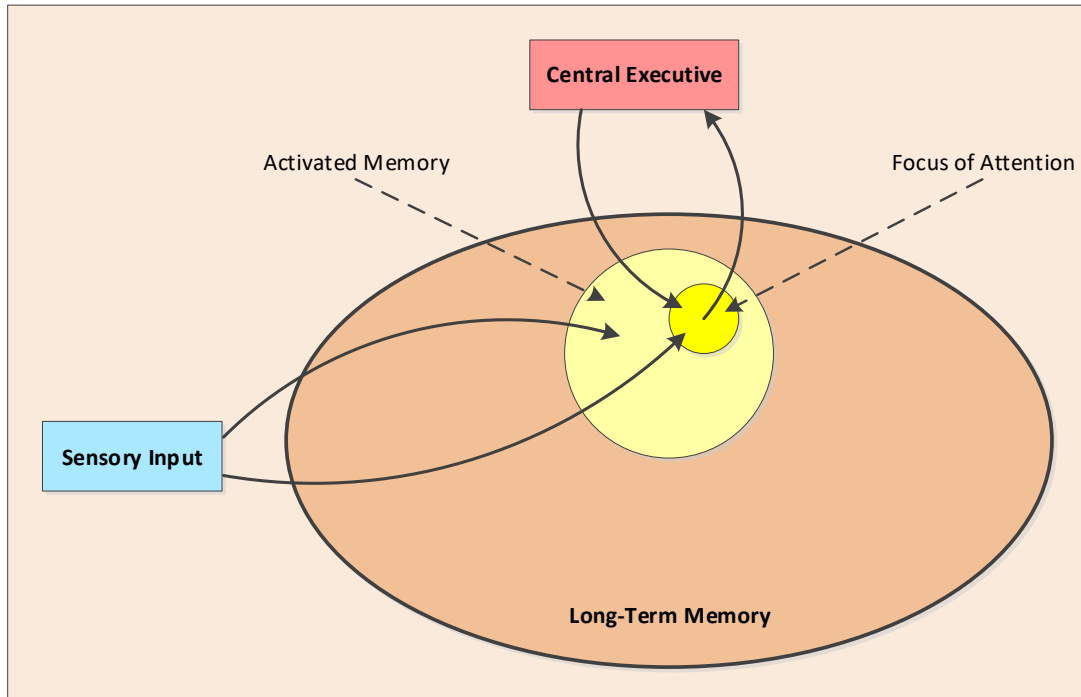 Central Executive
Activated Memory
Focus of Attention
Sensory Input
Long-Term Memory